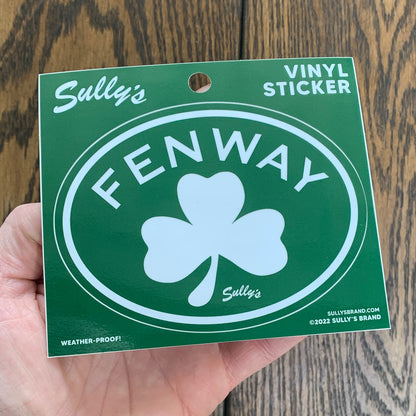 Sully's
VINYL
STICKER
FENWAY
Sully's
WEATHER-PROOF!
SULLYSBRAND.COM
©2022 SULLY'S BRAND